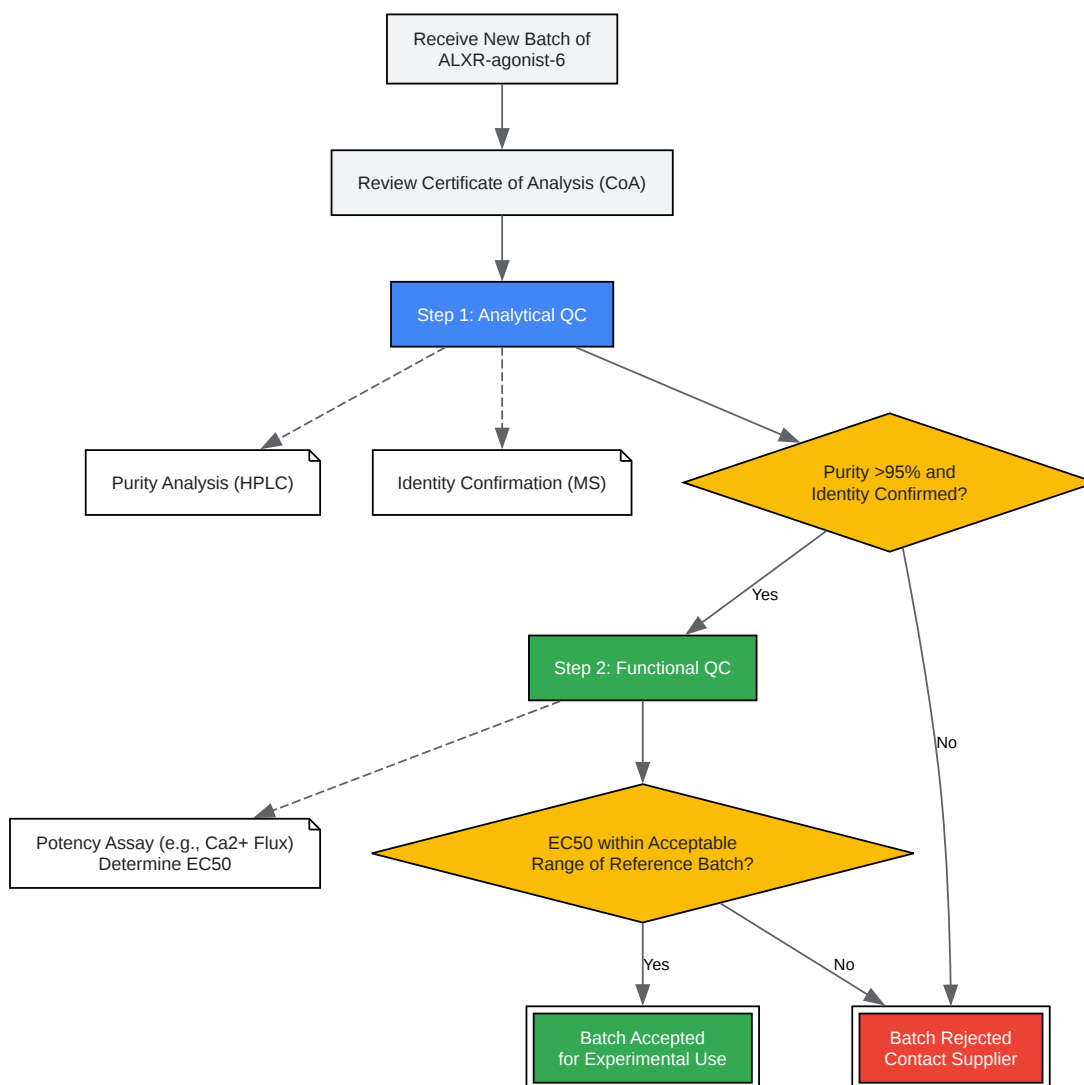 Receive New Batch of
ALXR-agonist-6
Review Certificate of Analysis (CoA)
Step 1: Analytical QC
Purity Analysis (HPLC)
Identity Confirmation (MS)
Purity >95% and
Identity Confirmed?
Yes
Step 2: Functional QC
No
Potency Assay (e.g., Ca2+ Flux)
Determine EC50
EC50 within Acceptable
Range of Reference Batch?
Yes
No
Batch Accepted
for Experimental Use
Batch Rejected
Contact Supplier